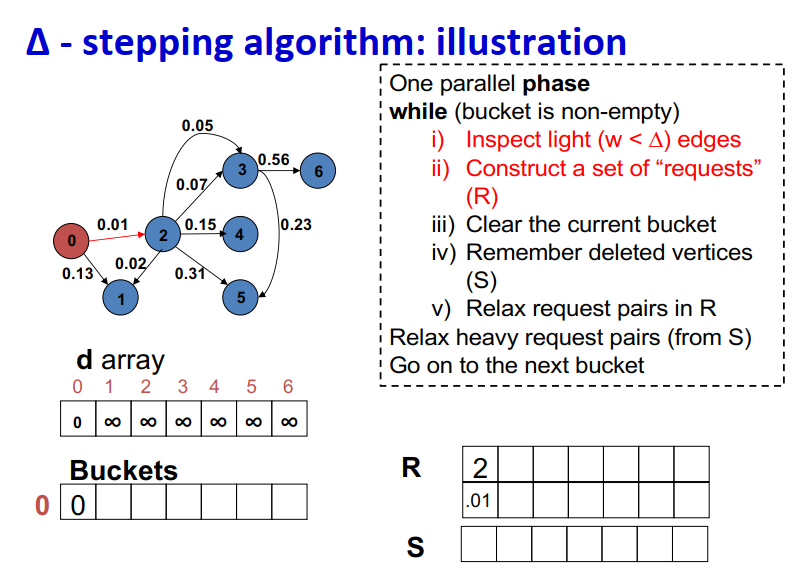 Δ - stepping algorithm: illustration
One parallel phase
while (bucket is non-empty)
i) Inspect light (w < Δ) edges
ii) Construct a set of “requests”
(R)
iii) Clear the current bucket
iv) Remember deleted vertices
(S)
v) Relax request pairs in R
Relax heavy request pairs (from S)
Go on to the next bucket
0.05
3
0.56
6
0.07
0.01
2
0.15
4
0.23
0
0.13
0.02
0.31
1
5
d array
0 1 2 3 4 5 6
0 ∞ ∞ ∞ ∞ ∞ ∞
Buckets
0 0
R 2
.01
S